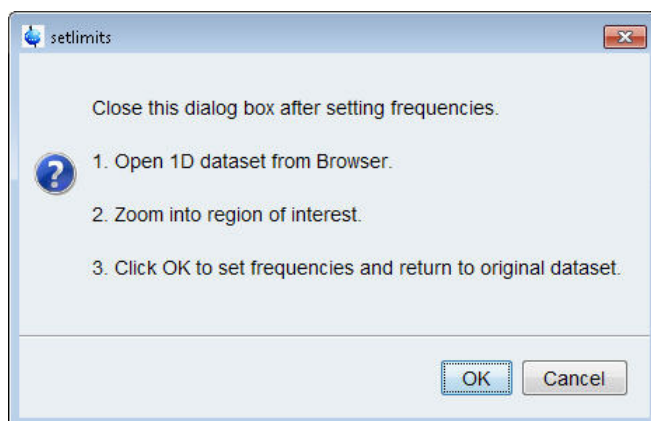 setlimits
Close this dialog box after setting frequencies.
1. Open 1D dataset from Browser.
2. Zoom into region of interest.
3. Click OK to set frequencies and return to original dataset.
OK
Cancel